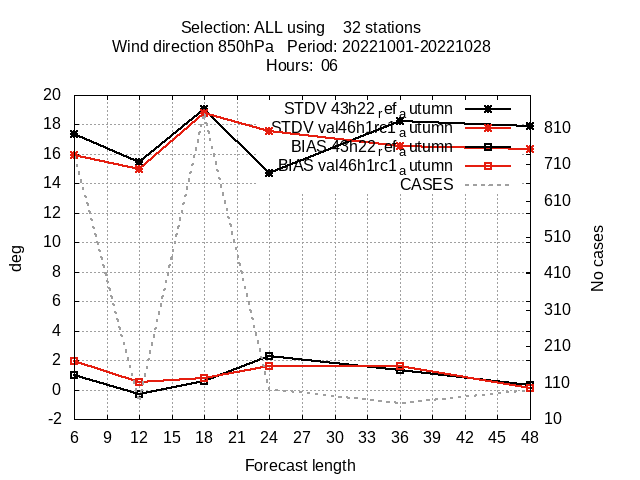 Selection: ALL using 32 stations
Wind direction 850hPa Period: 20221001-20221028
Hours: 06
STDV 43h22ref_autumn
STDV val46h1rc1_autumn
BIAS 43h22ref_autumn
BIAS val46h1rc1_autumn
CASES
20
18
16
14
12
10
8
6
4
2
0
-2
deg
810
710
610
510
410
310
210
110
10
No cases
6 9 12 15 18 21 24 27 30 33 36 39 42 45 48
Forecast length